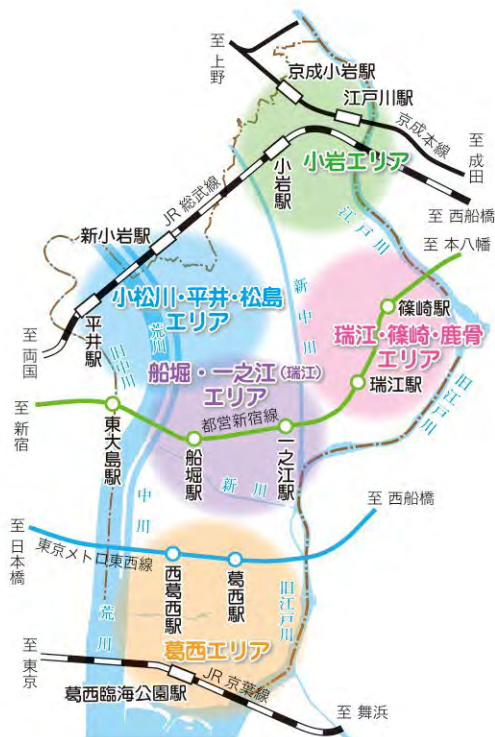 至上野
京成小岩駅
江戸川駅
京成本線
至成田
小岩エリア
小岩駅
JR 総武線
至 西船橋
江戸川
新小岩駅
至 本八幡
小松川・平井・松島
エリア
新中川
篠崎駅
平井駅
荒川
瑞江・篠崎・鹿骨
エリア
至両国
旧中川
船堀・一之江(瑞江)
エリア
瑞江駅
旧江戸川
至新宿
都営新宿線
東大島駅
船堀駅
一之江駅
新川
中川
至 西船橋
至日本橋
東京メトロ東西線
西葛西駅
葛西駅
旧江戸川
荒川
葛西エリア
至東京
JR 京葉線
葛西臨海公園駅
至 舞浜